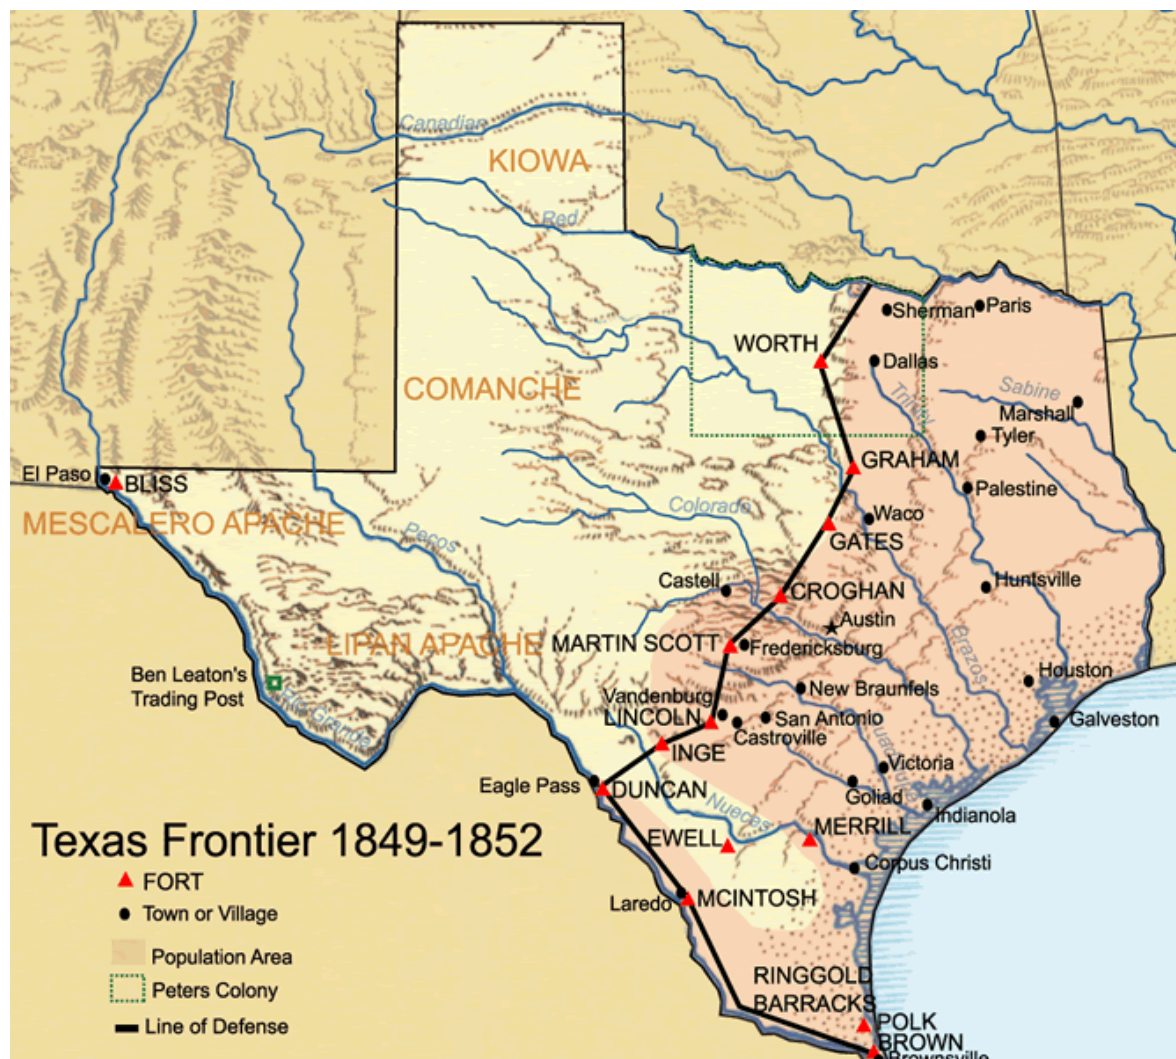 Canadian
KIOWA
Red
Sherman
Paris
WORTH
Dallas
COMANCHE
Trinity
Sabine
Marshall
Tyler
El Paso
BLISS
GRAHAM
Palestine
MESCALERO APACHE
Colorado
Waco
Pecos
GATES
Castell
CROGHAN
Huntsville
Austin
LIPAN APACHE
MARTIN SCOTT
Fredericksburg
Brazos
Ben Leaton's
Trading Post
Rio Grande
Houston
Vandenburg
New Braunfels
LINCOLN
San Antonio
Galveston
Castroville
INGE
Guadalupe
Victoria
Eagle Pass
DUNCAN
Goliad
Nueces
Indianola
EWELL
MERRILL
Corpus Christi
Laredo
MCINTOSH
RINGGOLD
BARRACKS
POLK
BROWN
Brownsville
Texas Frontier 1849-1852
FORT
Town or Village
Population Area
Peters Colony
Line of Defense